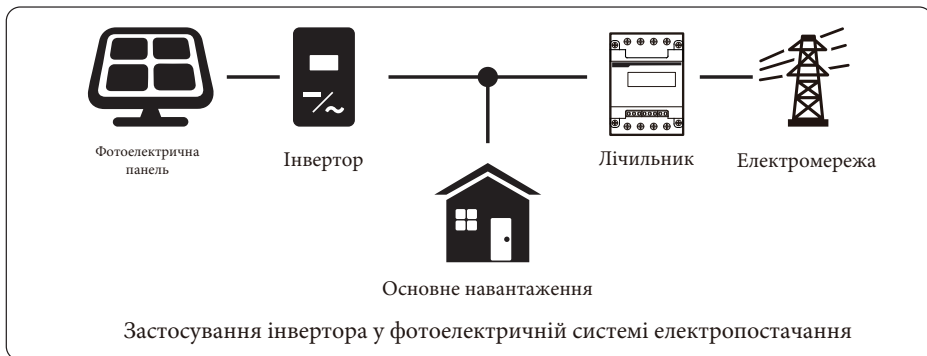 Фотоелектрична
панель
Інвертор
Лічильник
Електромережа
Основне навантаження
Застосування інвертора у фотоелектричній системі електропостачання